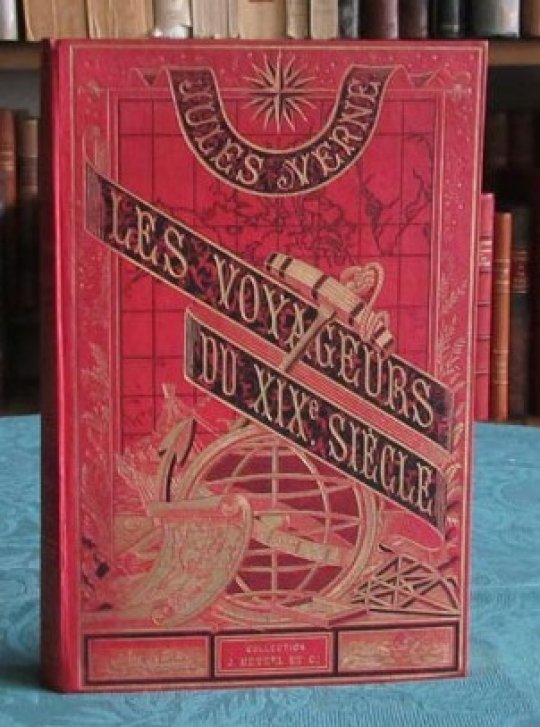 JULES VERNE
LES VOYAGEURS
DU XIXe. SIÈCLE
COLLECTION
J. HETZEL ET Cie